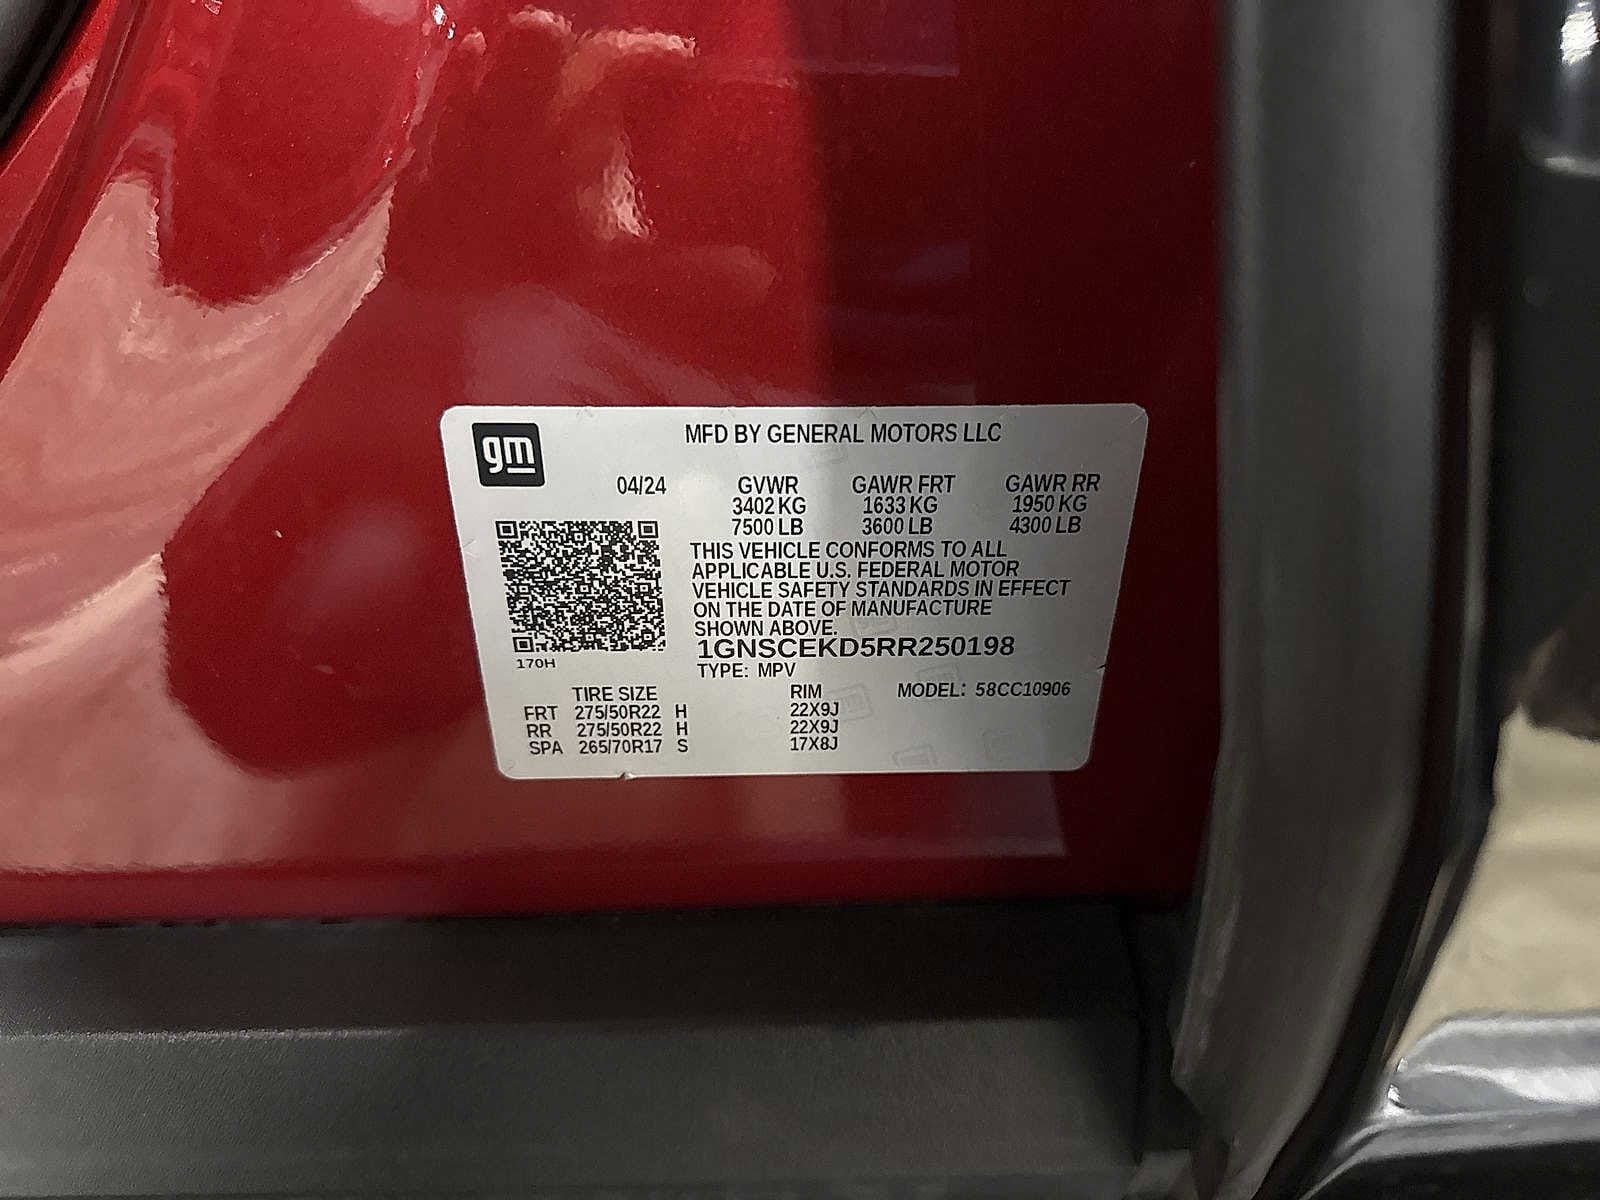 gm
MFD BY GENERAL MOTORS LLC
04/24 GVWR GAWR FRT GAWR RR
3402 KG 1633 KG 1950 KG
7500 LB 3600 LB 4300 LB
THIS VEHICLE CONFORMS TO ALL
APPLICABLE U.S. FEDERAL MOTOR
VEHICLE SAFETY STANDARDS IN EFFECT
ON THE DATE OF MANUFACTURE
SHOWN ABOVE.
1GNSCEKD5RR250198
170H
TYPE: MPV
TIRE SIZE RIM MODEL: 58CC10906
FRT 275/50R22 H 22X9J
RR 275/50R22 H 22X9J
SPA 265/70R17 S 17X8J